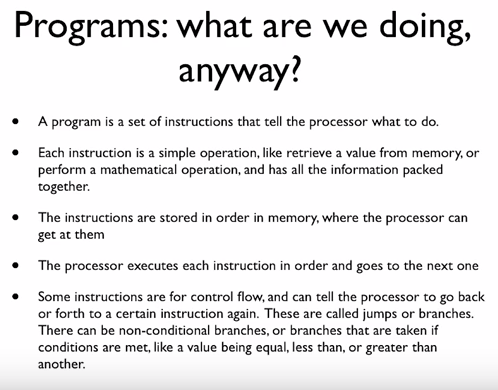 Programs: what are we doing,
anyway?
• A program is a set of instructions that tell the processor what to do.
• Each instruction is a simple operation, like retrieve a value from memory, or
perform a mathematical operation, and has all the information packed
together.
• The instructions are stored in order in memory, where the processor can
get at them
• The processor executes each instruction in order and goes to the next one
• Some instructions are for control flow, and can tell the processor to go back
or forth to a certain instruction again. These are called jumps or branches.
There can be non-conditional branches, or branches that are taken if
conditions are met, like a value being equal, less than, or greater than
another.